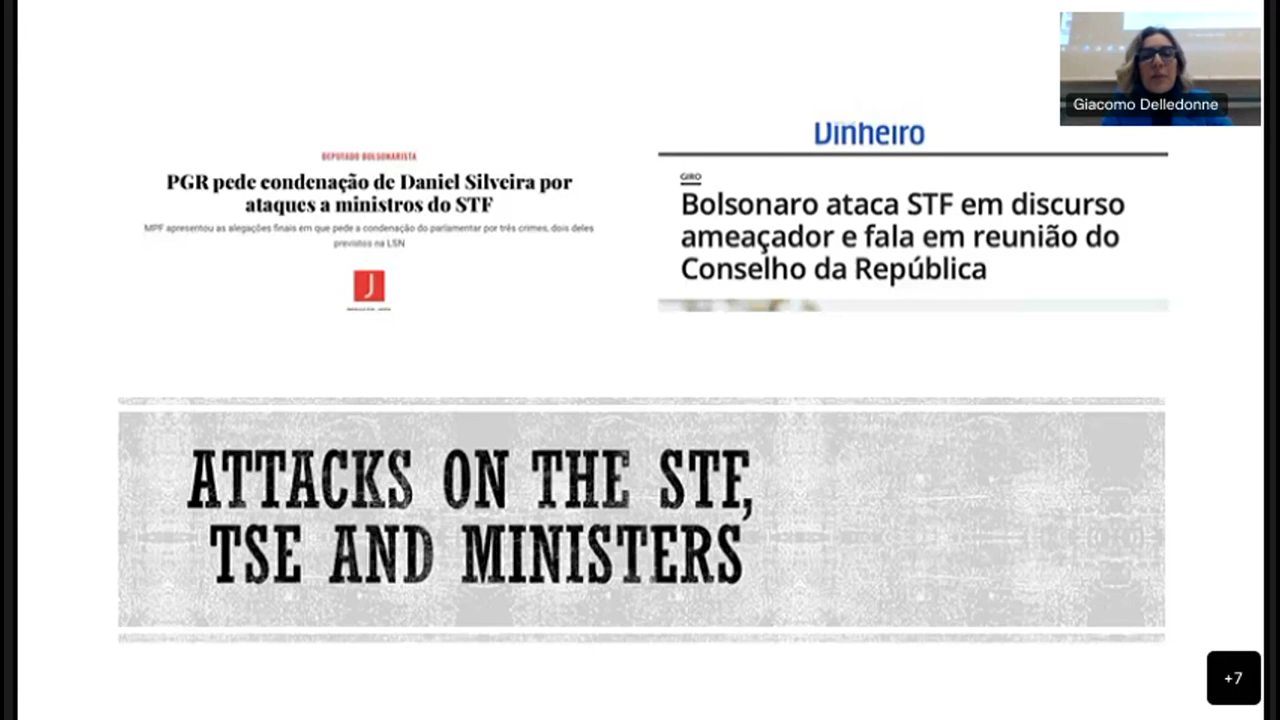 Giacomo Delledonne
DEPUTADO BOLSONARISTA
PGR pede condenação de Daniel Silveira por
ataques a ministros do STF
MPF apresentou as alegações finais em que pede a condenação do parlamentar por três crimes, dois deles
previstos na LSN
J
Dinheiro
GIRO
Bolsonaro ataca STF em discurso
ameaçador e fala em reunião do
Conselho da República
ATTACKS ON THE STF,
TSE AND MINISTERS
+7